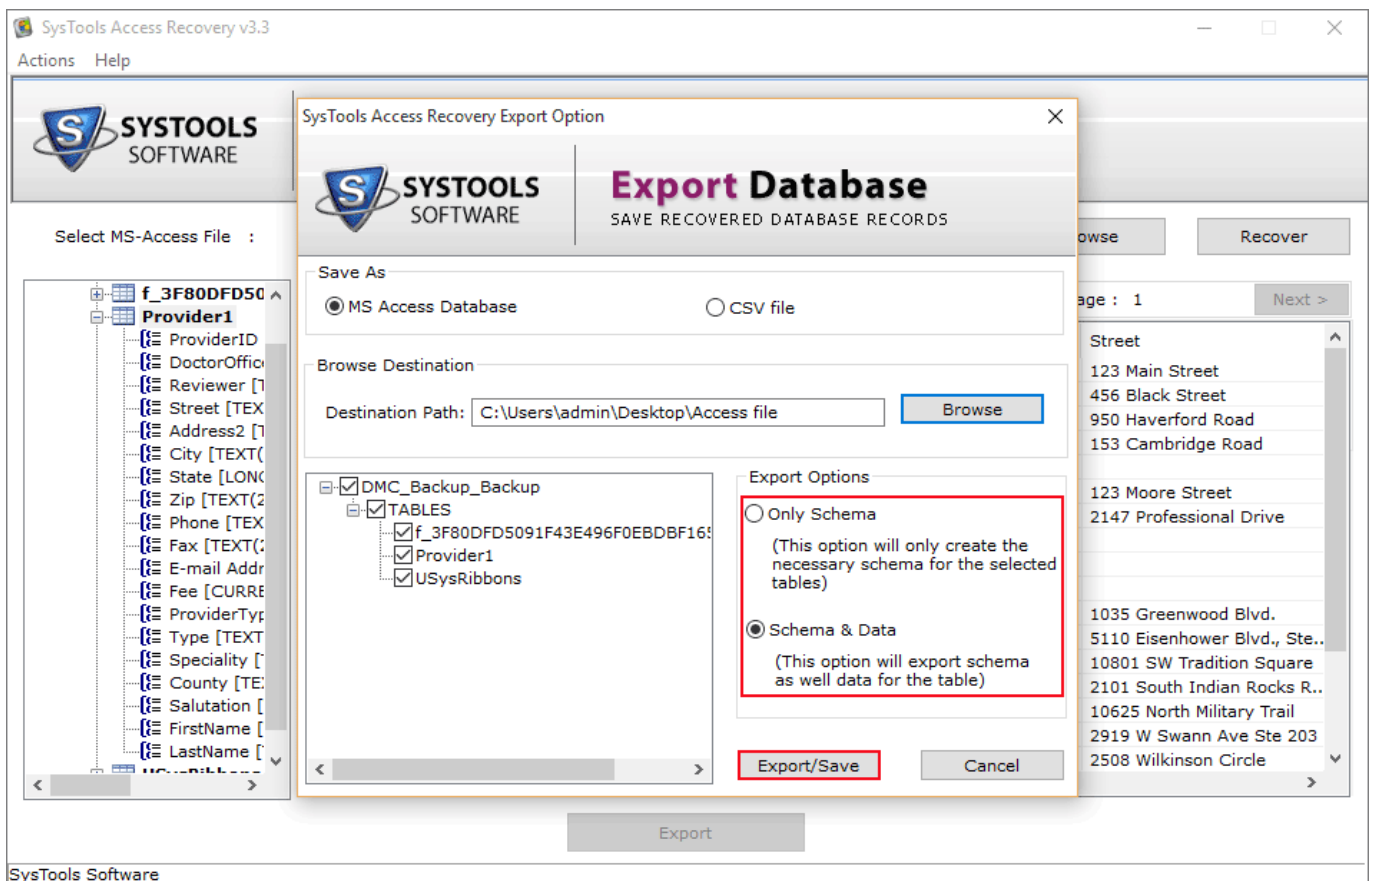 SysTools Access Recovery v3.3
Actions Help
SYSTOOLS
SOFTWARE
Select MS-Access File :
owse
Recover
f_3F80DFD50
Provider1
ProviderID
DoctorOffic
Reviewer [T
Street [TEX
Address2 [T
City [TEXT(
State [LONG
Zip [TEXT(2
Phone [TEX
Fax [TEXT(2
E-mail Addr
Fee [CURRE
ProviderTyp
Type [TEXT
Speciality [T
County [TE
Salutation [
FirstName [
LastName [
USysRibbons
SysTools Access Recovery Export Option
SYSTOOLS
SOFTWARE
Export Database
SAVE RECOVERED DATABASE RECORDS
Save As
MS Access Database
CSV file
Browse Destination
Destination Path: C:\Users\admin\Desktop\Access file
Browse
DMC_Backup_Backup
TABLES
f_3F80DFD5091F43E496F0EBDBF165
Provider1
USysRibbons
Export Options
Only Schema
(This option will only create the
necessary schema for the selected
tables)
Schema & Data
(This option will export schema
as well data for the table)
Export/Save
Cancel
age : 1
Next >
Street
123 Main Street
456 Black Street
950 Haverford Road
153 Cambridge Road
123 Moore Street
2147 Professional Drive
1035 Greenwood Blvd.
5110 Eisenhower Blvd., Ste..
10801 SW Tradition Square
2101 South Indian Rocks R..
10625 North Military Trail
2919 W Swann Ave Ste 203
2508 Wilkinson Circle
Export
SysTools Software